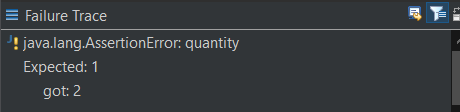 Failure Trace
java.lang.AssertionError: quantity
Expected: 1
got: 2